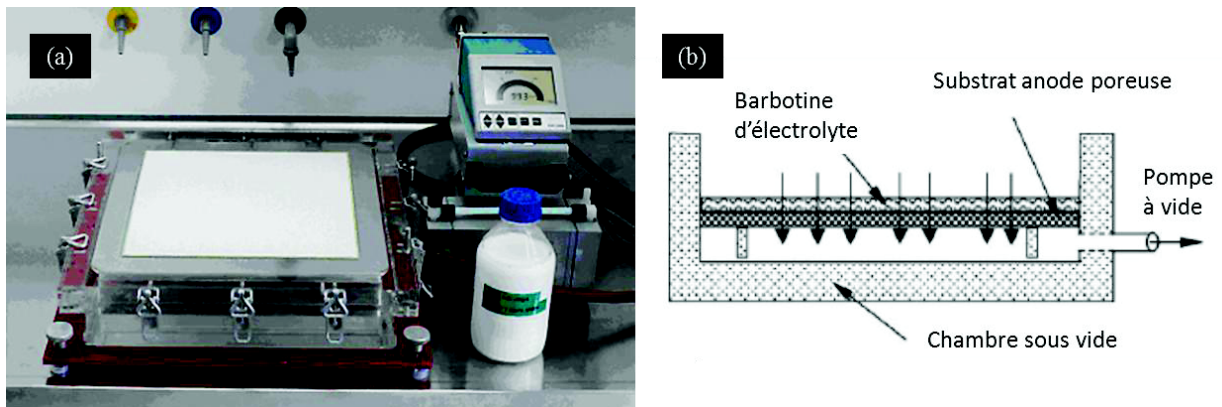 (a)
(b)
Substrat anode poreuse
Barbotine
d'électrolyte
Pompe
à vide
Chambre sous vide